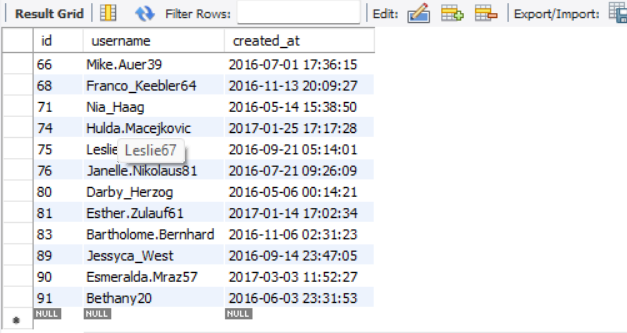 Result Grid Filter Rows: Edit: Export/Import:
id username created_at
66 Mike.Auer39 2016-07-01 17:36:15
68 Franco_Keebler64 2016-11-13 20:09:27
71 Nia_Haag 2016-05-14 15:38:50
74 Hulda.Macejkovic 2017-01-25 17:17:28
75 Leslie Leslie67 2016-09-21 05:14:01
76 Janelle.Nikolaus81 2016-07-21 09:26:09
80 Darby_Herzog 2016-05-06 00:14:21
81 Esther.Zulauf61 2017-01-14 17:02:34
83 Bartholome.Bernhard 2016-11-06 02:31:23
89 Jessyca_West 2016-09-14 23:47:05
90 Esmeralda.Mraz57 2017-03-03 11:52:27
91 Bethany20 2016-06-03 23:31:53
NULL NULL NULL